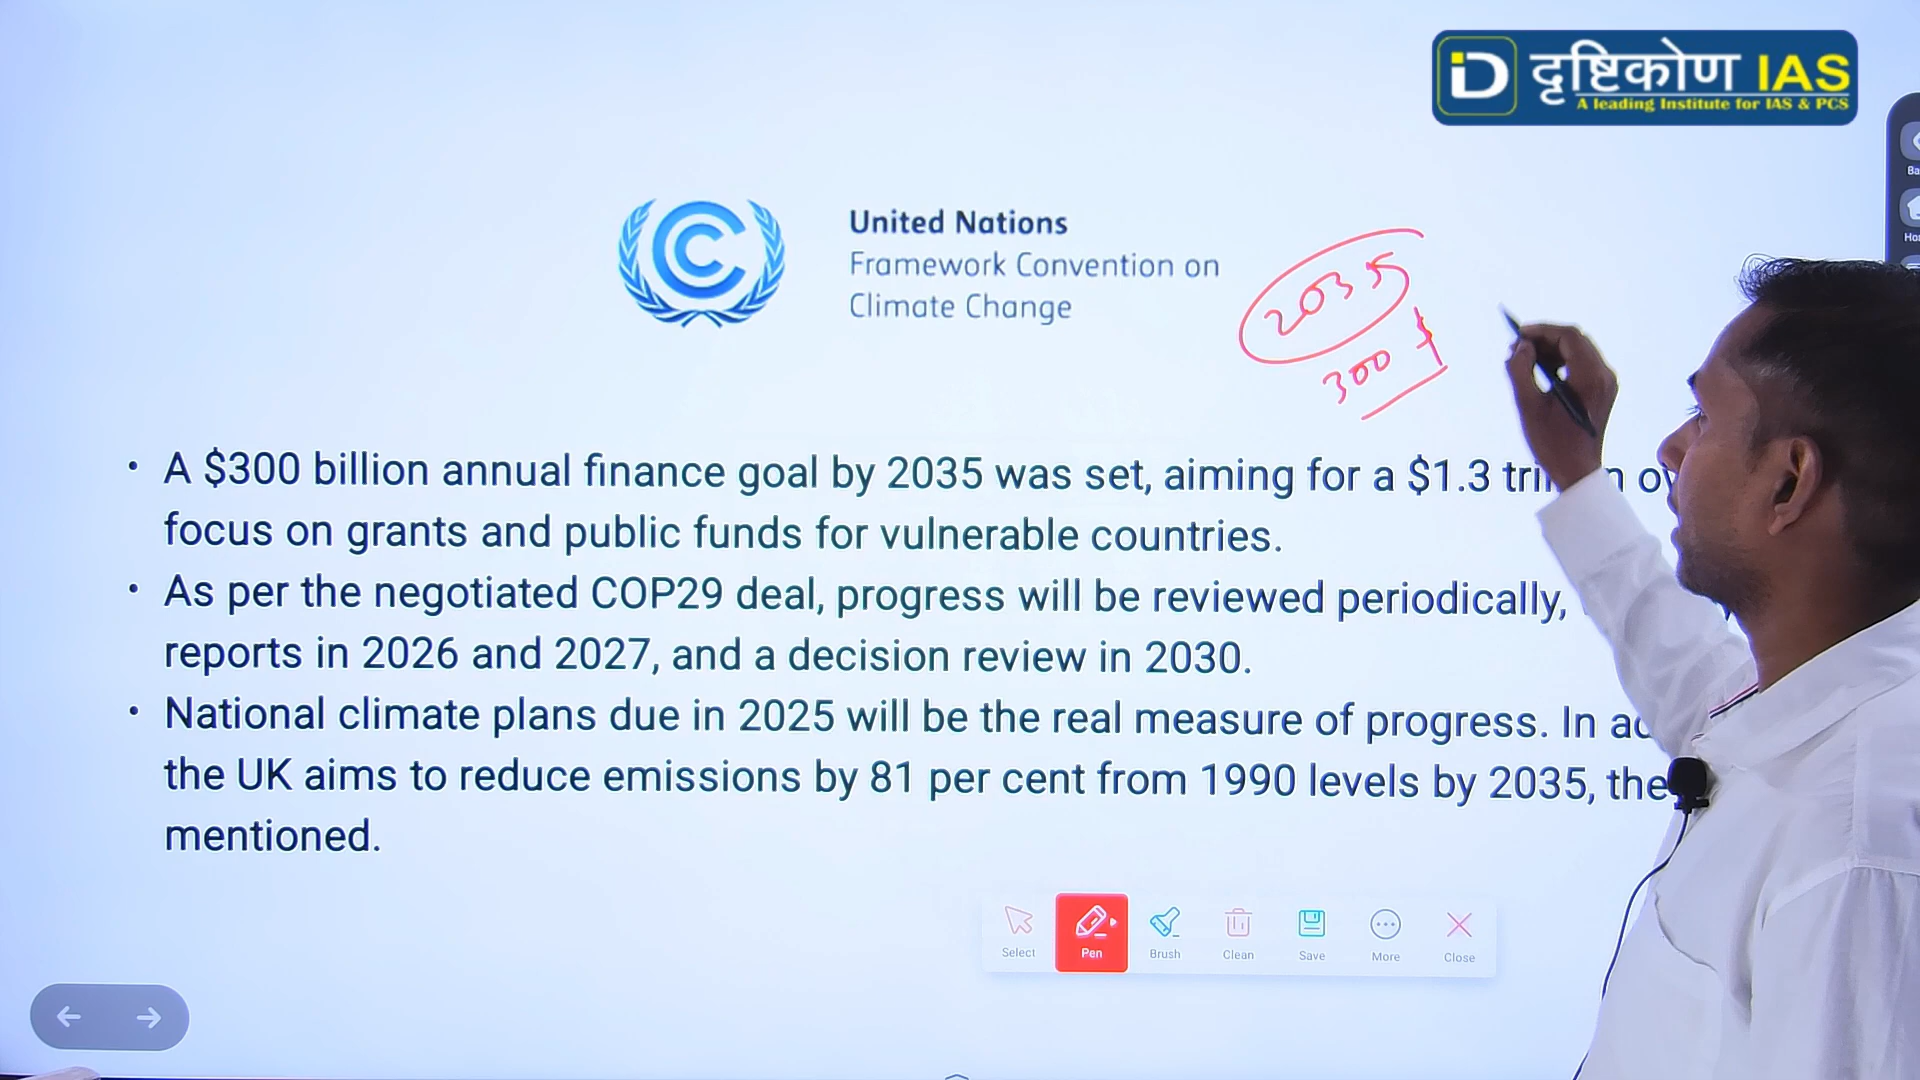 दृष्टिकोण IAS
A leading Institute for IAS & PCS
United Nations
Framework Convention on
Climate Change
2035
300
• A $300 billion annual finance goal by 2035 was set, aiming for a $1.3
focus on grants and public funds for vulnerable countries.
• As per the negotiated COP29 deal, progress will be reviewed periodically,
reports in 2026 and 2027, and a decision review in 2030.
• National climate plans due in 2025 will be the real measure of progress. In
the UK aims to reduce emissions by 81 per cent from 1990 levels by 2035,
mentioned.
Select
Pen
Brush
Clean
Save
More
Close